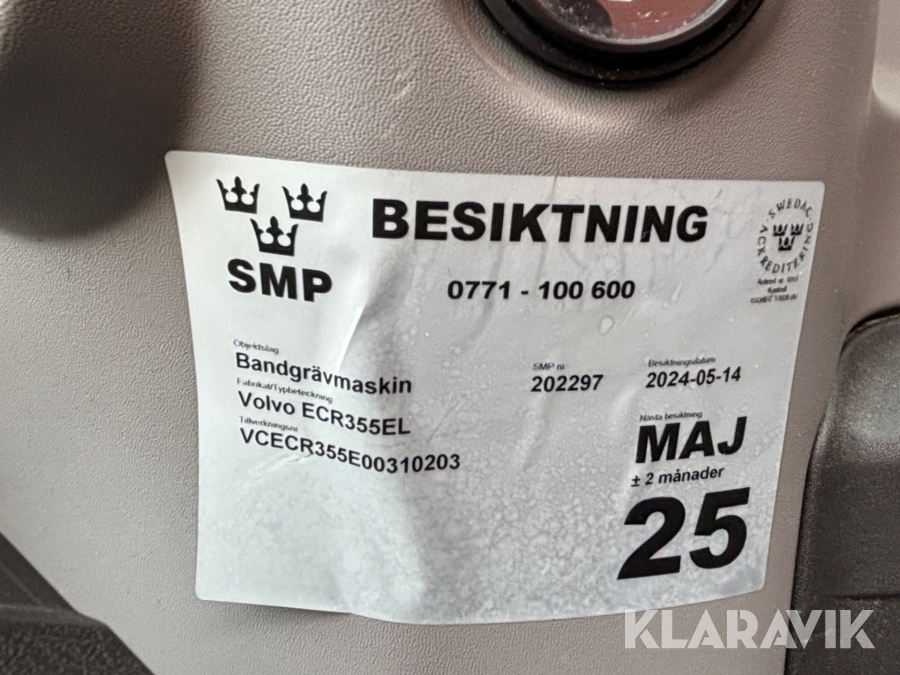 BESIKTNING
SMP
0771 - 100 600
SWEDAC
ACKREDITERING
Objektslag
Bandgrävmaskin
Fabrikat/Typbeteckning
Volvo ECR355EL
Tillverkningsnr
VCECR355E00310203
SMP nr
202297
Besiktningsdatum
2024-05-14
Nästa besiktning
MAJ
± 2 månader
25
KLARAVIK